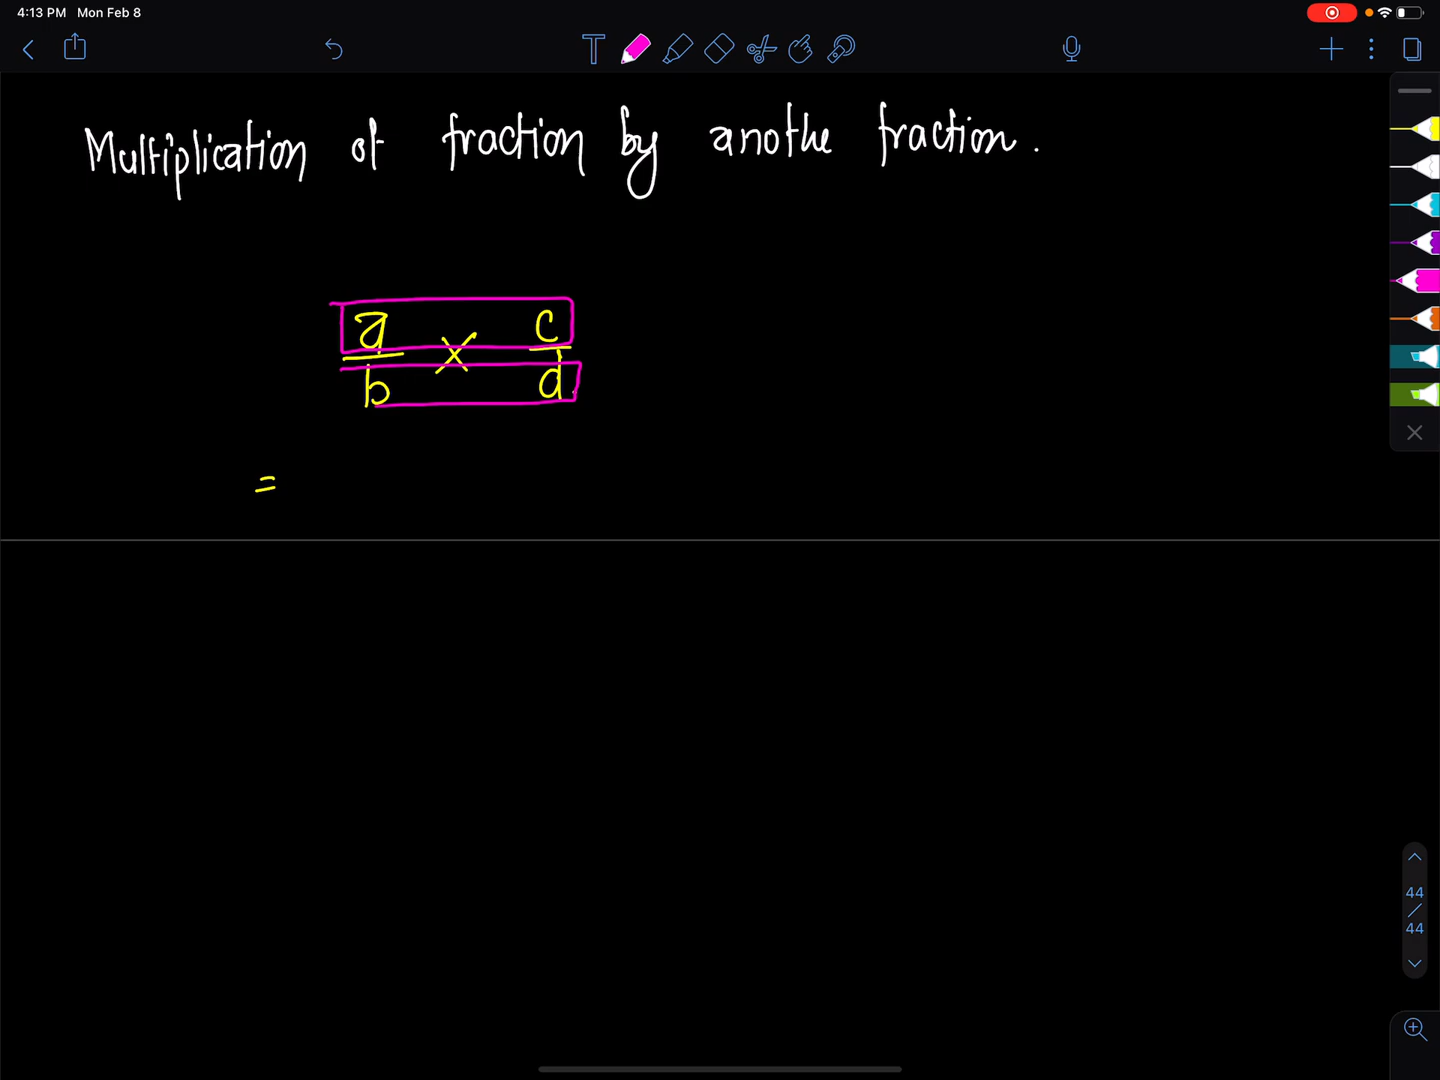 4:13 PM Mon Feb 8
Multiplication of fraction by anothe fraction.
a c
× 
b d
=
44
/
44